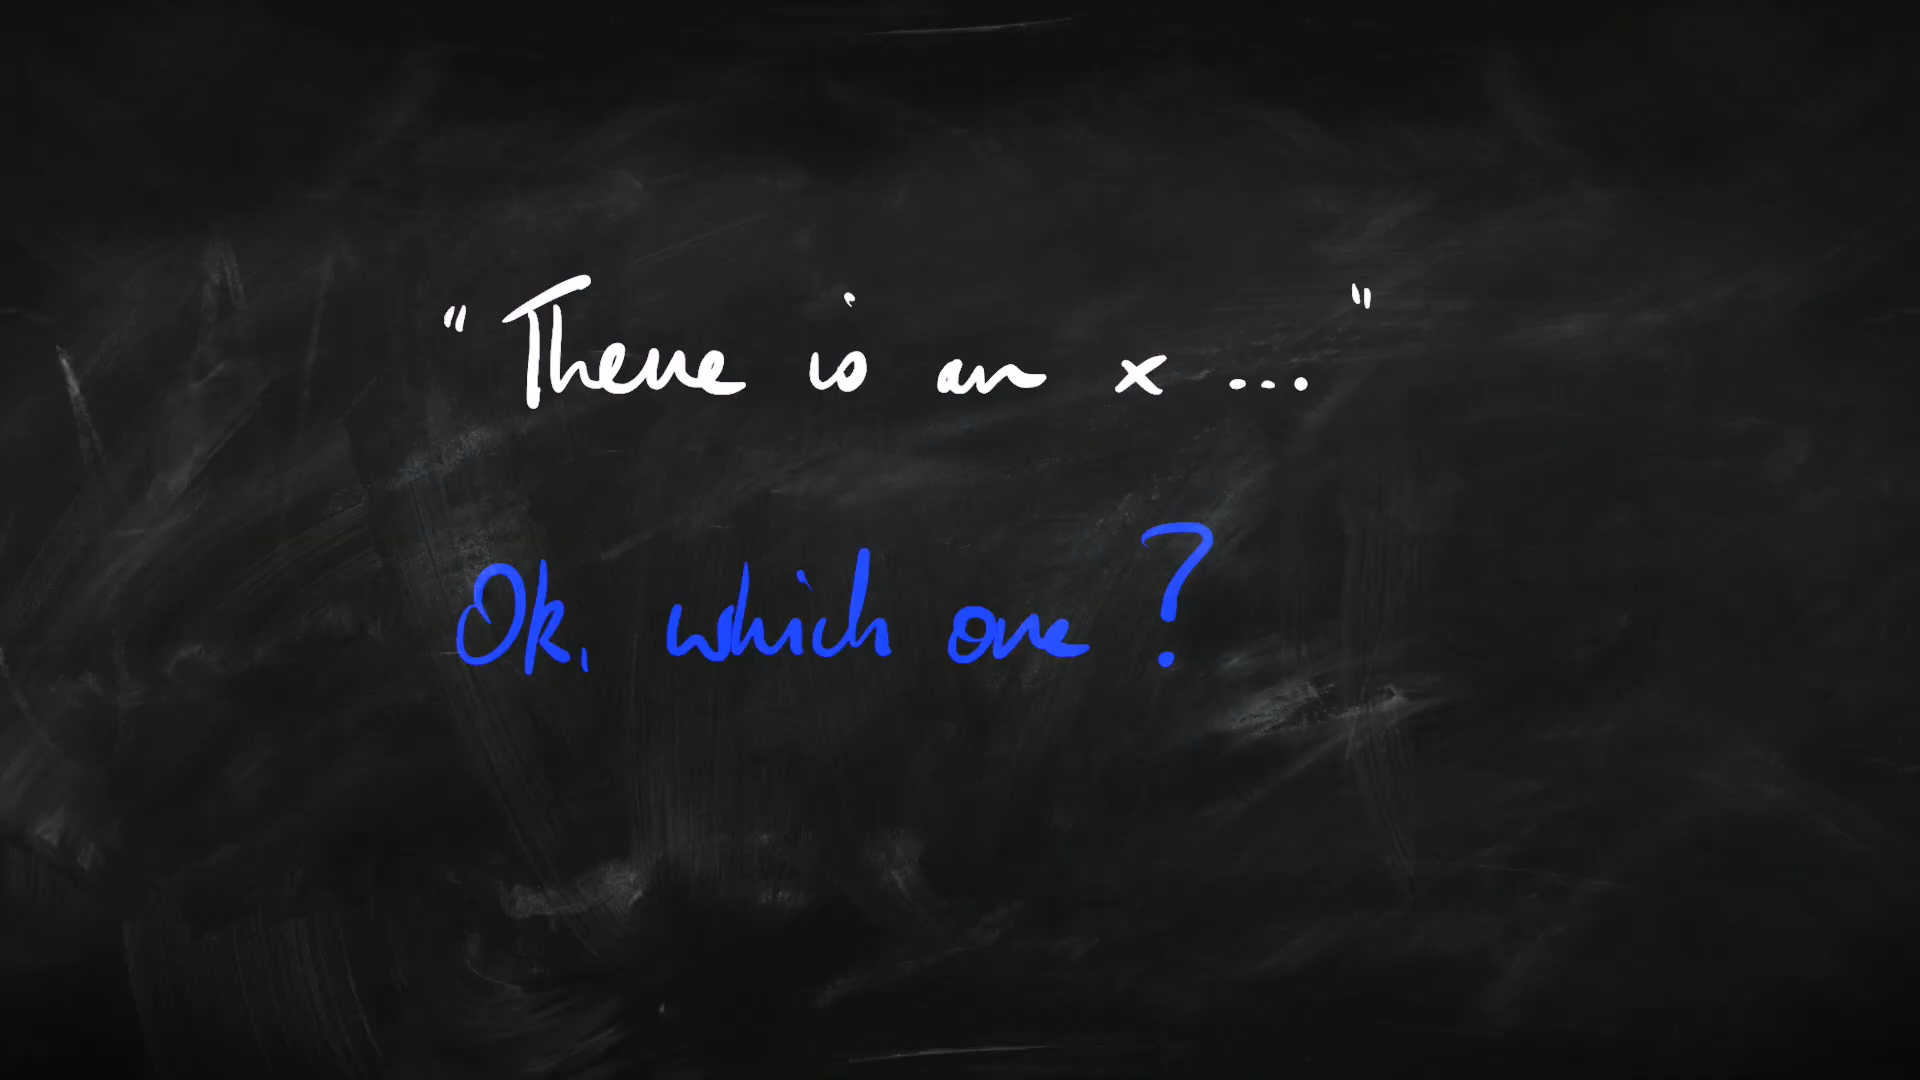 "There is an x ..."
Ok, which one?